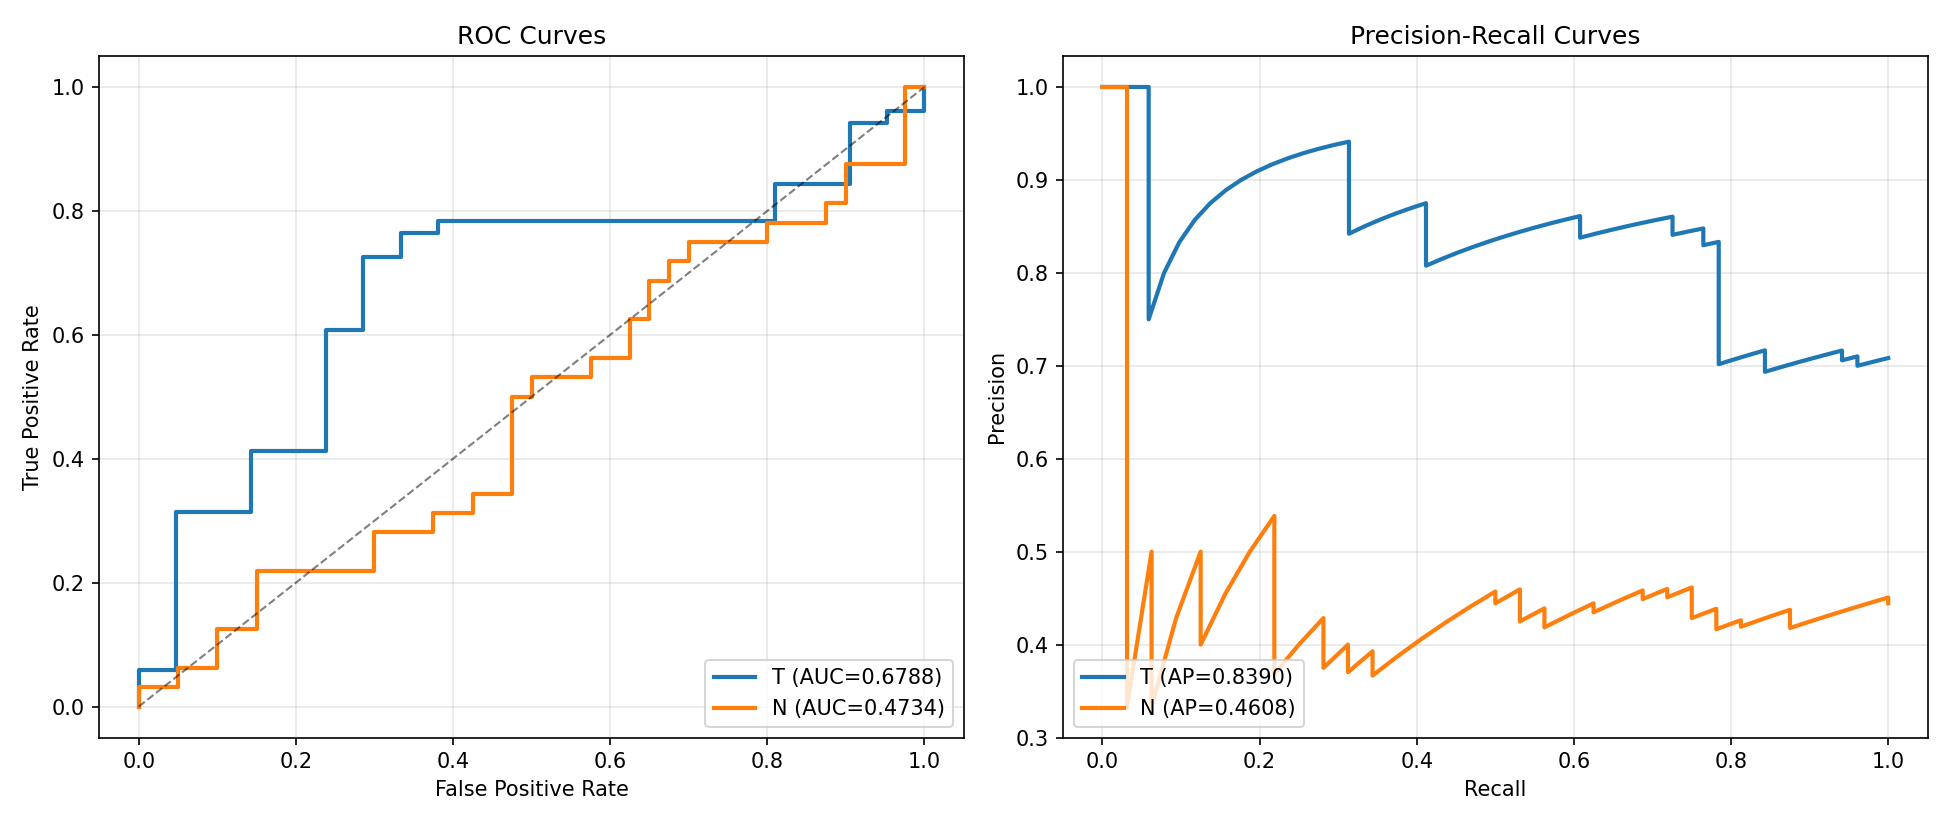 ROC Curves
True Positive Rate
1.0
0.8
0.6
0.4
0.2
0.0
T (AUC=0.6788)
N (AUC=0.4734)
0.0 0.2 0.4 0.6 0.8 1.0
False Positive Rate
Precision-Recall Curves
Precision
1.0
0.9
0.8
0.7
0.6
0.5
0.4
0.3
T (AP=0.8390)
N (AP=0.4608)
0.0 0.2 0.4 0.6 0.8 1.0
Recall